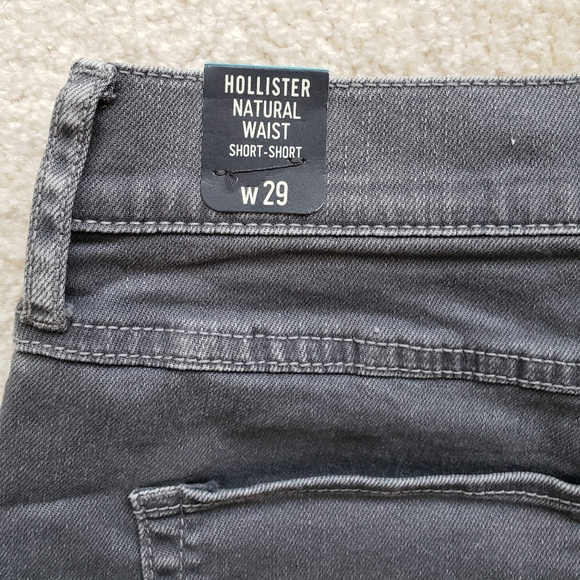 HOLLISTER
NATURAL
WAIST
SHORT-SHORT
W 29